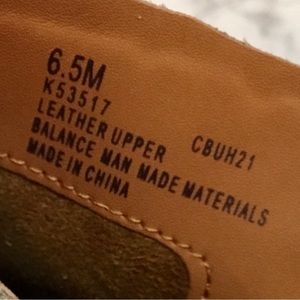 6.5M
K53517
LEATHER UPPER CBUH21
BALANCE MAN MADE MATERIALS
MADE IN CHINA